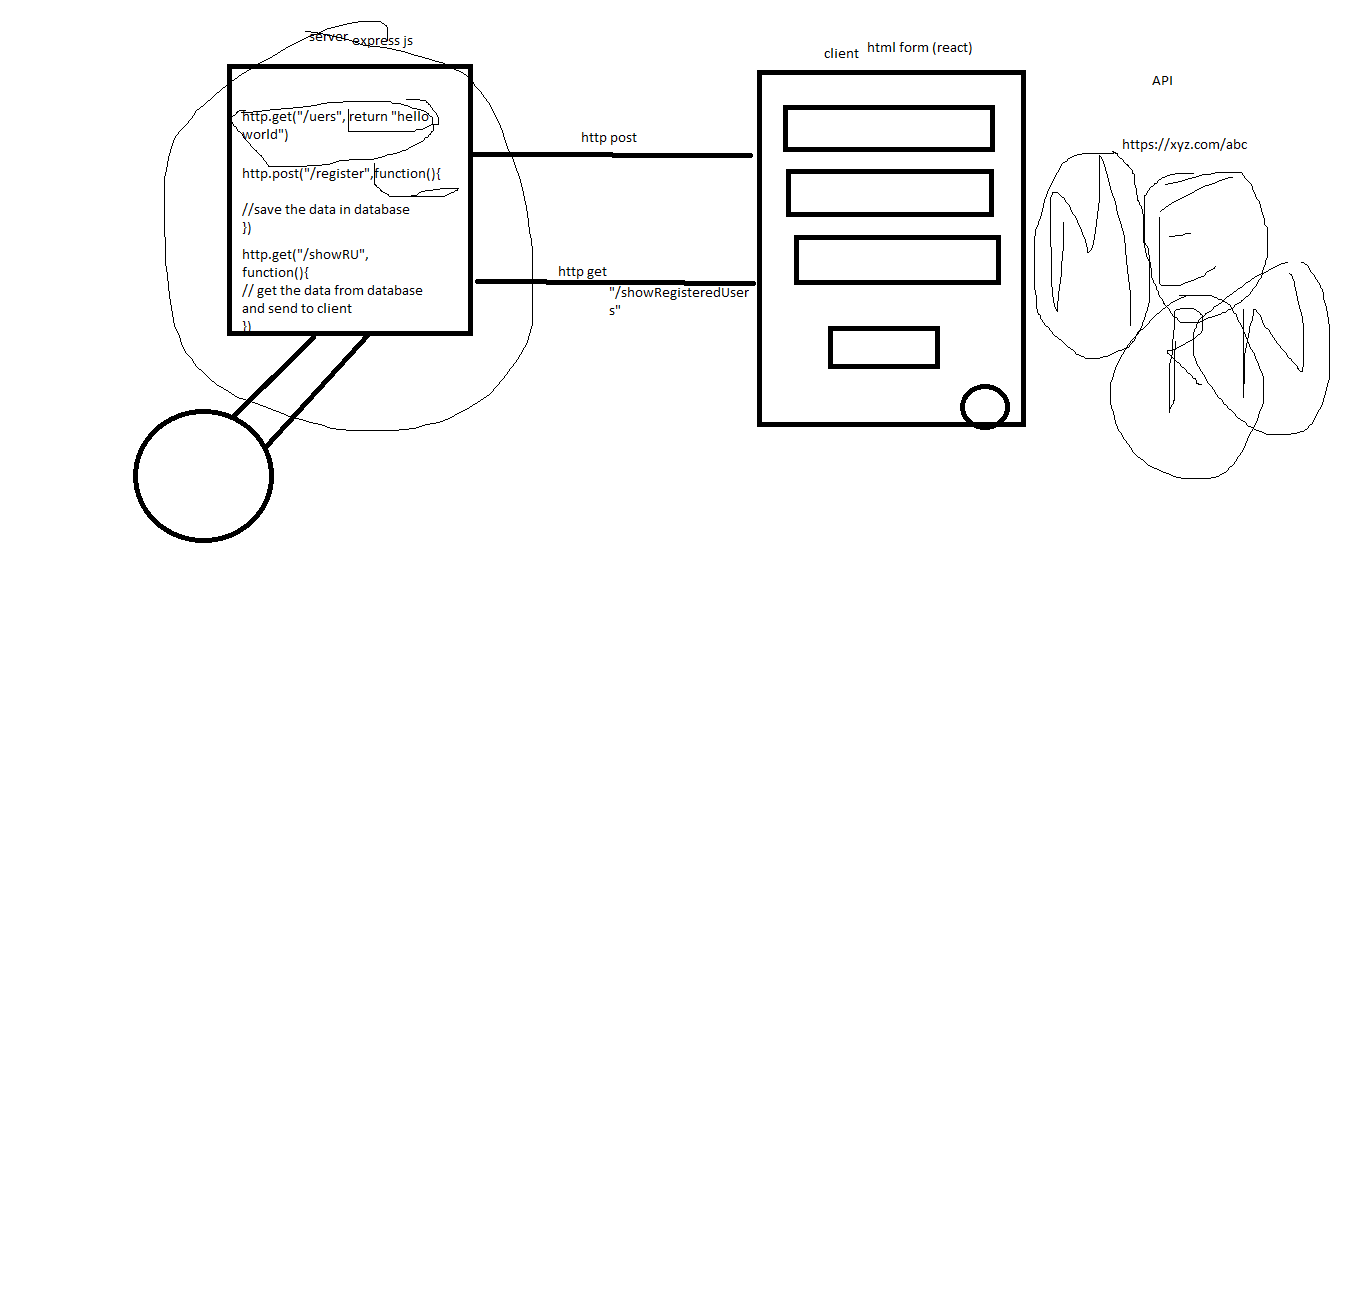 server express js
http.get("/uers", return "hello
world")
http.post("/register",function(){
//save the data in database
})
http.get("/showRU",
function(){
// get the data from database
and send to client
})
http post
http get
"/showRegisteredUser
s"
client html form (react)
API
https://xyz.com/abc
M
E
R
N